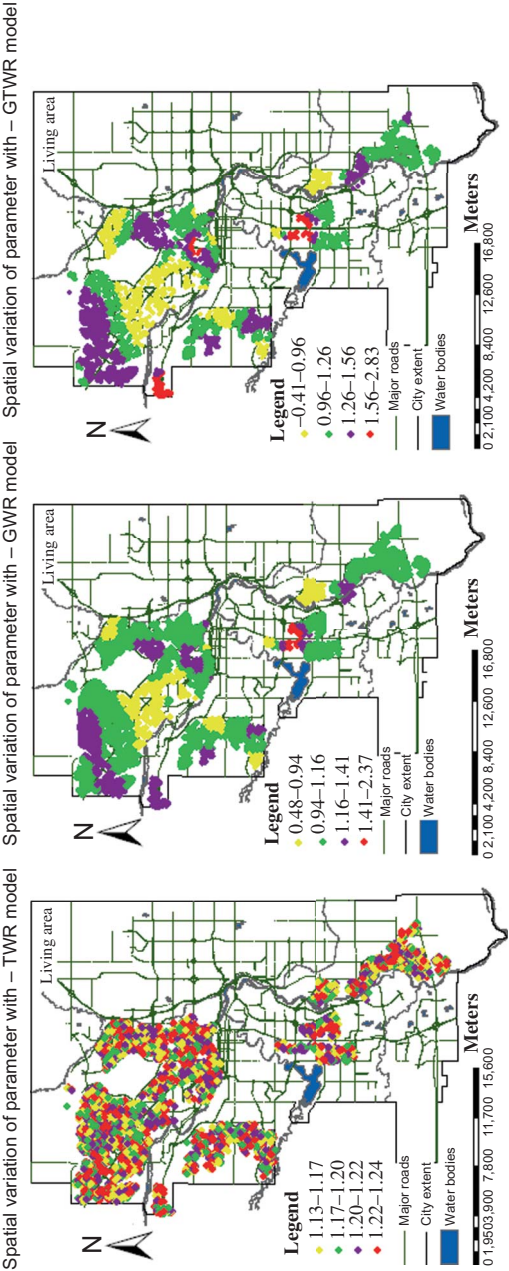 Spatial variation of parameter with – TWR model
Living area
N
Legend
1.13–1.17
1.17–1.20
1.20–1.22
1.22–1.24
Major roads
City extent
Water bodies
Meters
0 1,9503,900 7,800 11,700 15,600
Spatial variation of parameter with – GWR model
Living area
N
Legend
0.48–0.94
0.94–1.16
1.16–1.41
1.41–2.37
Major roads
City extent
Water bodies
Meters
0 2,100 4,200 8,400 12,600 16,800
Spatial variation of parameter with – GTWR model
Living area
N
Legend
−0.41–0.96
0.96–1.26
1.26–1.56
1.56–2.83
Major roads
City extent
Water bodies
Meters
0 2,100 4,200 8,400 12,600 16,800